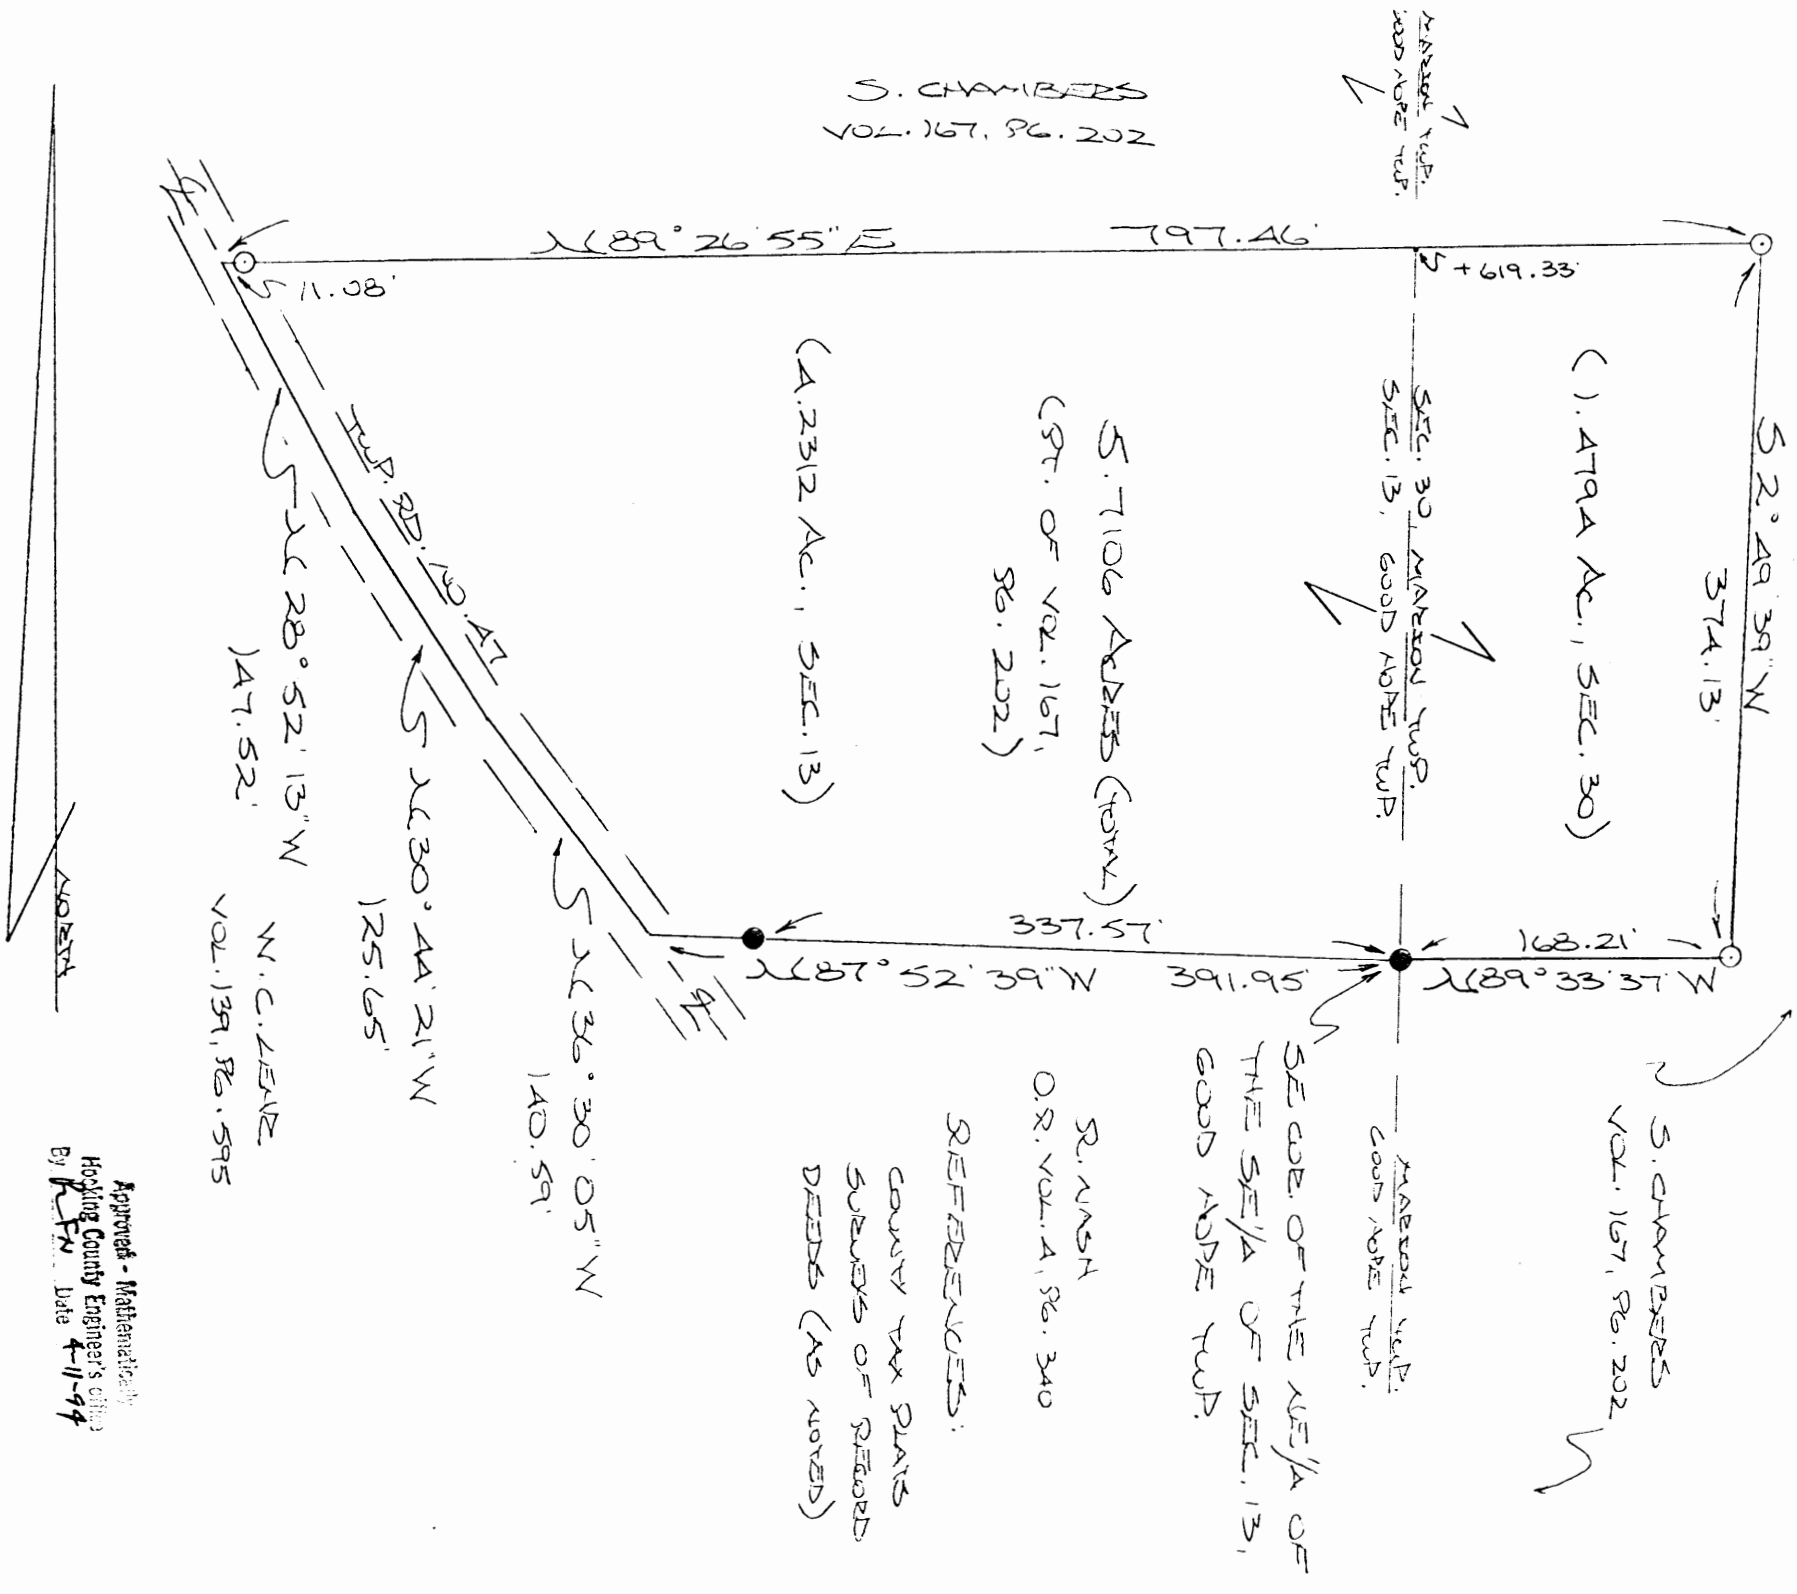 MARION TWP.
GOOD HOPE TWP.
S. CHAMBERS
VOL. 167, PG. 202
N 89° 26' 55" E
797.46'
11.08'
+ 619.33'
S 2° 49' 39" W
374.13'
(1.4794 AC., SEC. 30)
SEC. 30, MARION TWP.
SEC. 13, GOOD HOPE TWP.
5.7106 ACRES (TOTAL)
(PT. OF VOL. 167,
PG. 202)
(4.2312 AC., SEC. 13)
TWP. RD. NO. 47
N 28° 52' 13" W
147.52'
N 30° 44' 21" W
125.65'
N 36° 30' 05" W
140.59'
337.57'
N 87° 52' 39" W
391.95'
168.21'
N 89° 33' 37" W
S. CHAMBERS
VOL. 167, PG. 202
MARION TWP.
GOOD HOPE TWP.
SE COR. OF THE NE 1/4 OF
THE SE 1/4 OF SEC. 13,
GOOD HOPE TWP.
R. NASH
O.R. VOL. 4, PG. 340
REFERENCES:
COUNTY TAX PLATS
SURVEYS OF RECORD
DEEDS (AS NOTED)
W.C. LENZ
VOL. 139, PG. 595
NORTH
Approved - Mathematically
Hocking County Engineer's office
By RFN Date 4-11-94